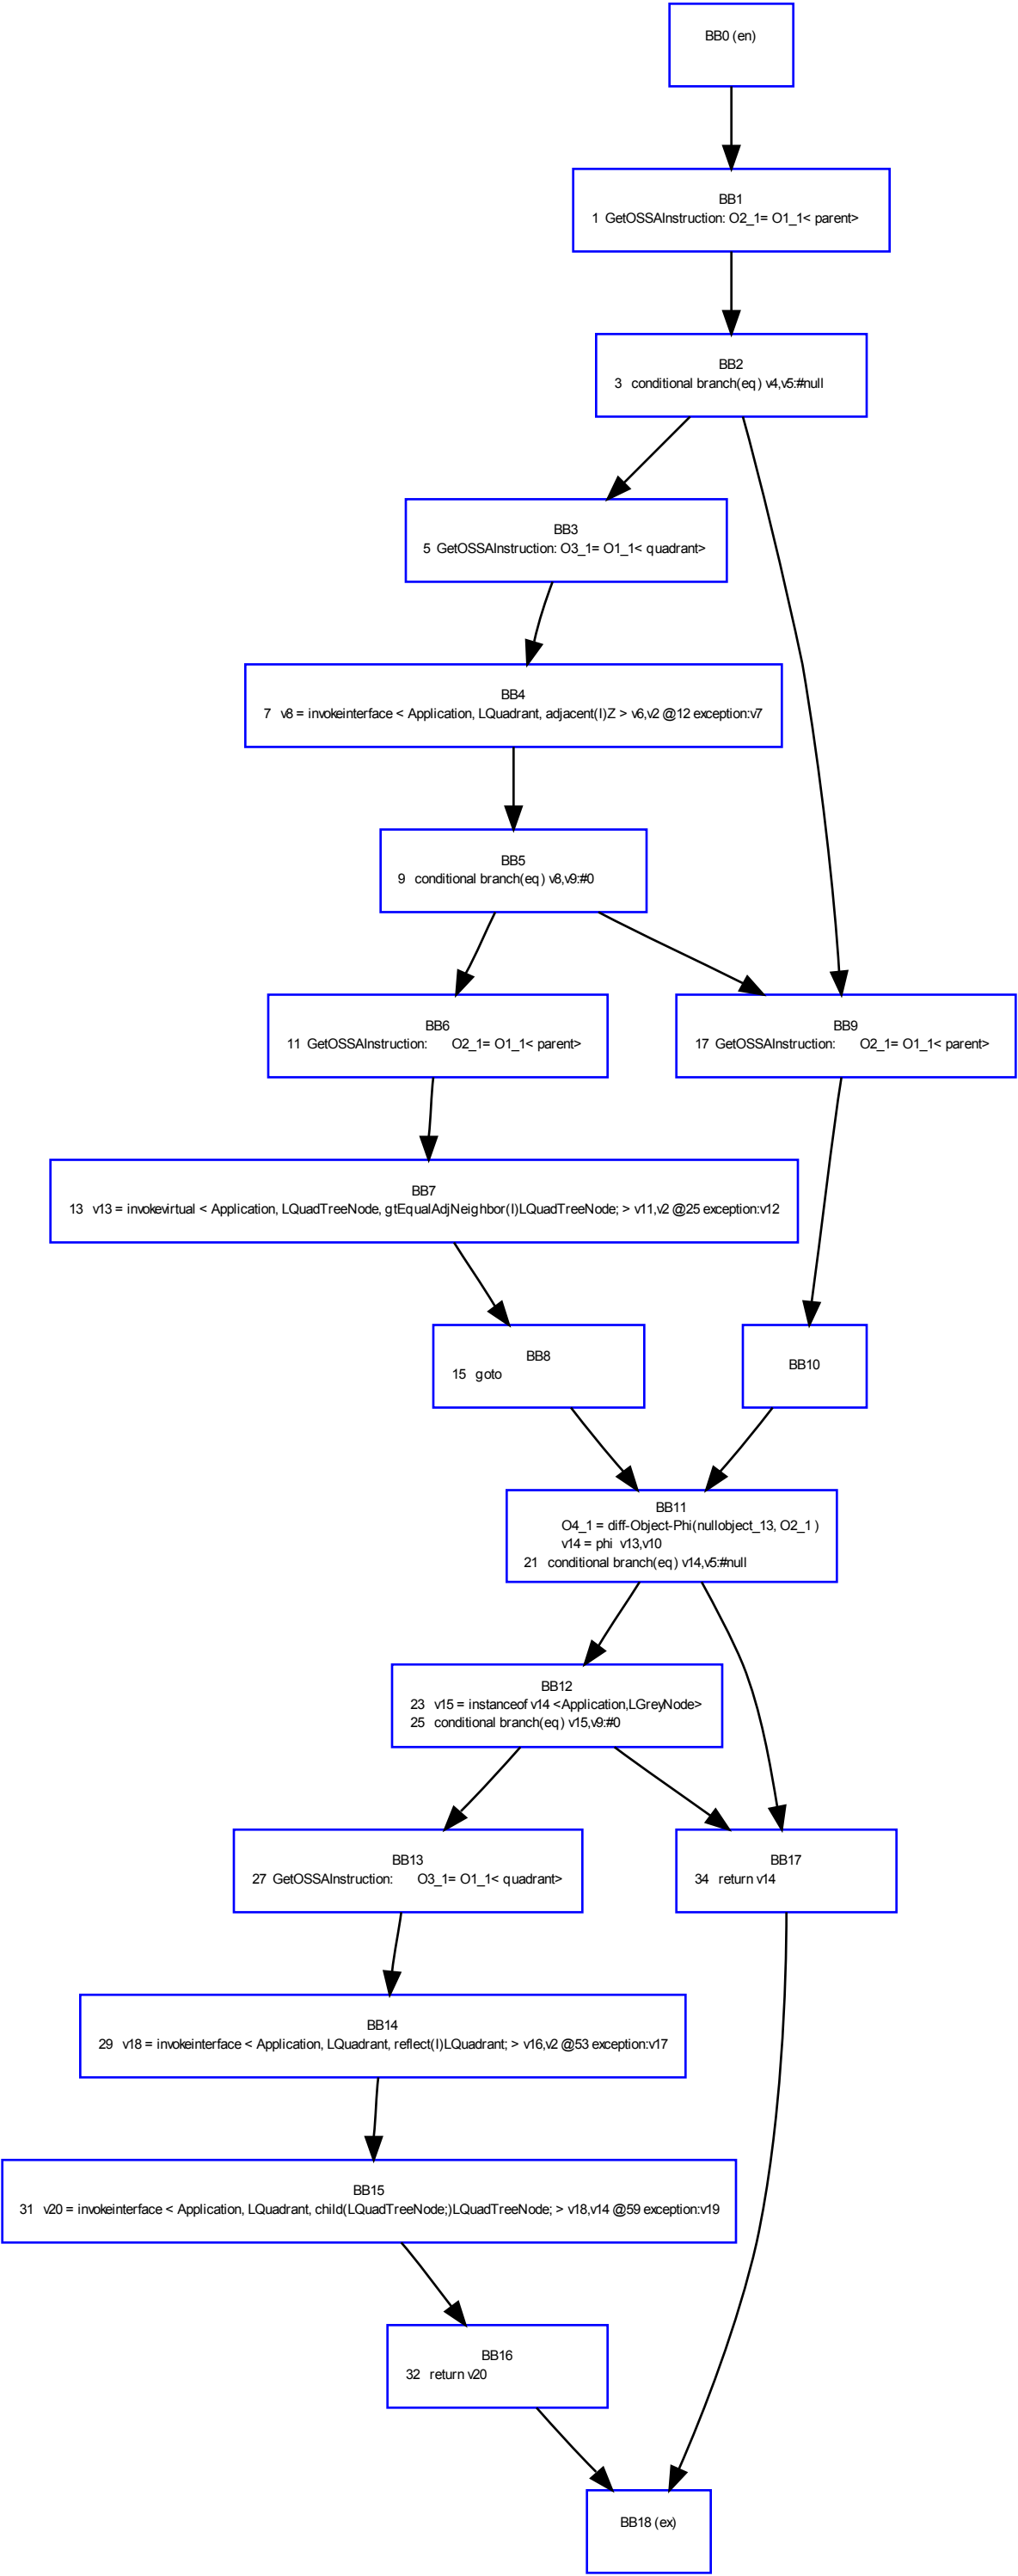 BB0 (en)
BB1
1 GetOSSAInstruction: O2_1= O1_1< parent>
BB2
3 conditional branch(eq) v4,v5:#null
BB3
5 GetOSSAInstruction: O3_1= O1_1< quadrant>
BB4
7 v8 = invokeinterface < Application, LQuadrant, adjacent(I)Z > v6,v2 @12 exception:v7
BB5
9 conditional branch(eq) v8,v9:#0
BB6
11 GetOSSAInstruction: O2_1= O1_1< parent>
BB9
17 GetOSSAInstruction: O2_1= O1_1< parent>
BB7
13 v13 = invokevirtual < Application, LQuadTreeNode, gtEqualAdjNeighbor(I)LQuadTreeNode; > v11,v2 @25 exception:v12
BB8
15 goto
BB10
BB11
O4_1 = diff-Object-Phi(nullobject_13, O2_1 )
v14 = phi v13,v10
21 conditional branch(eq) v14,v5:#null
BB12
23 v15 = instanceof v14 <Application,LGreyNode>
25 conditional branch(eq) v15,v9:#0
BB13
27 GetOSSAInstruction: O3_1= O1_1< quadrant>
BB17
34 return v14
BB14
29 v18 = invokeinterface < Application, LQuadrant, reflect(I)LQuadrant; > v16,v2 @53 exception:v17
BB15
31 v20 = invokeinterface < Application, LQuadrant, child(LQuadTreeNode;)LQuadTreeNode; > v18,v14 @59 exception:v19
BB16
32 return v20
BB18 (ex)